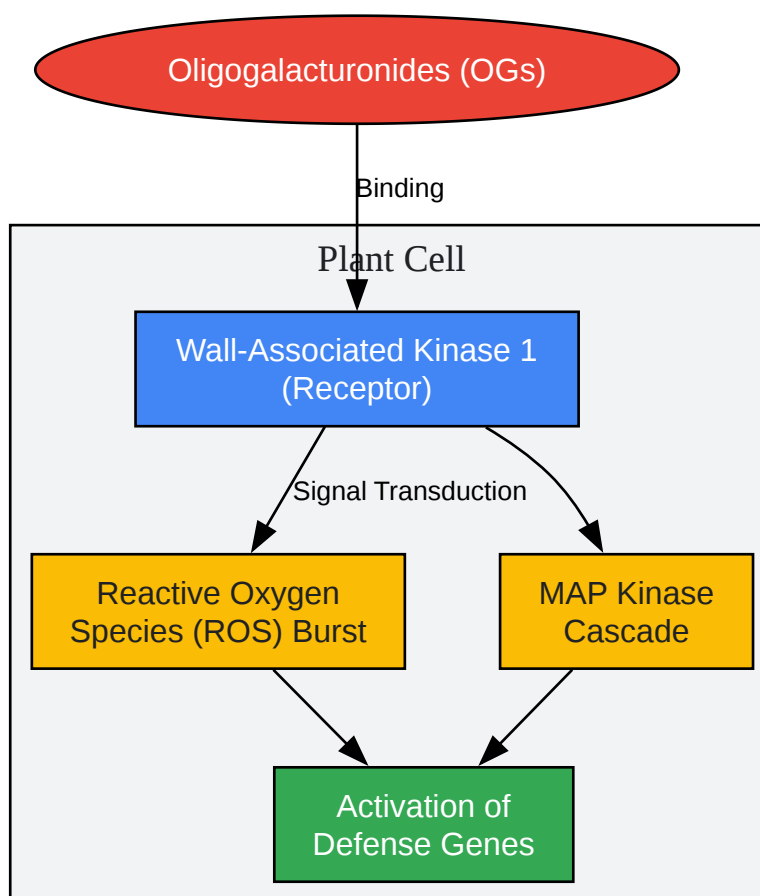 Oligogalacturonides (OGs)
Binding
Plant Cell
Wall-Associated Kinase 1
(Receptor)
Signal Transduction
Reactive Oxygen
Species (ROS) Burst
MAP Kinase
Cascade
Activation of
Defense Genes